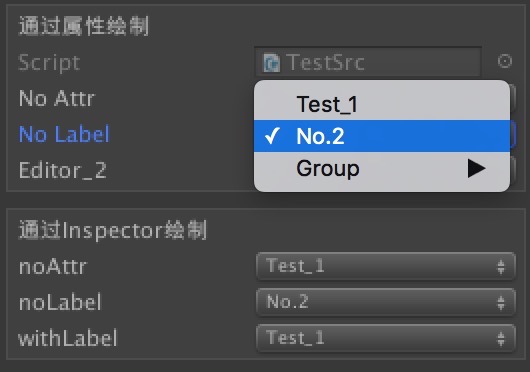 通过属性绘制
Script TestSrc
No Attr Test_1
No Label No.2
Editor_2 Group
通过Inspector绘制
noAttr Test_1
noLabel No.2
withLabel Test_1